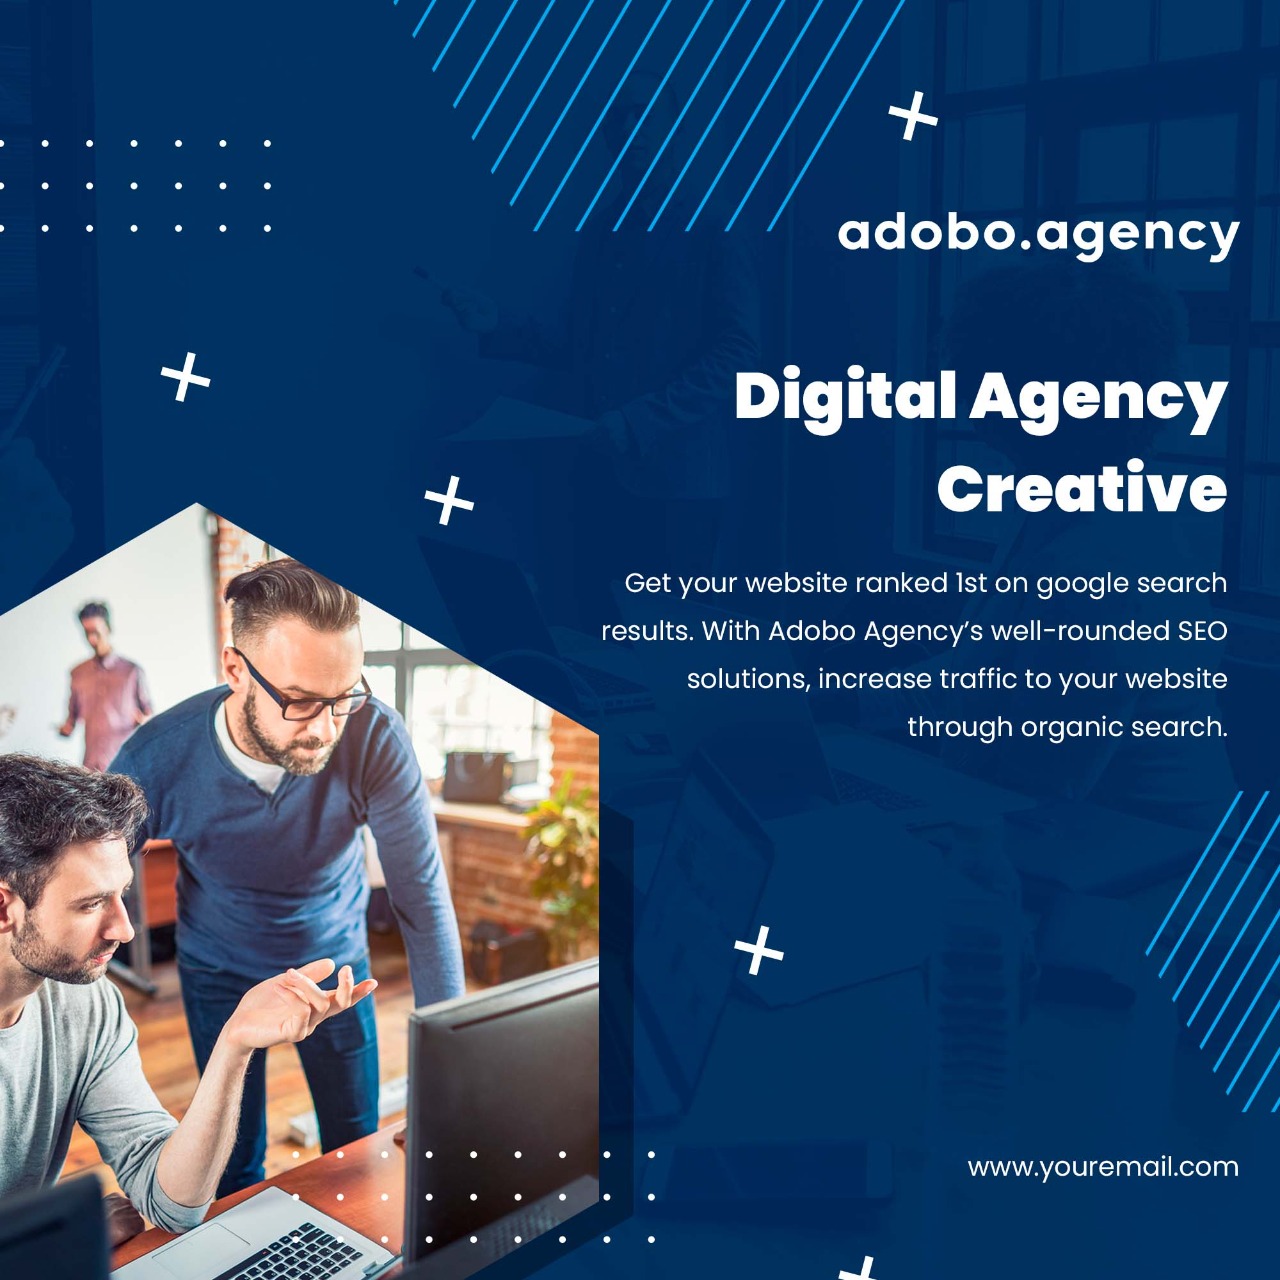 adobo.agency
Digital Agency
Creative
Get your website ranked 1st on google search
results. With Adobo Agency’s well-rounded SEO
solutions, increase traffic to your website
through organic search.
www.youremail.com